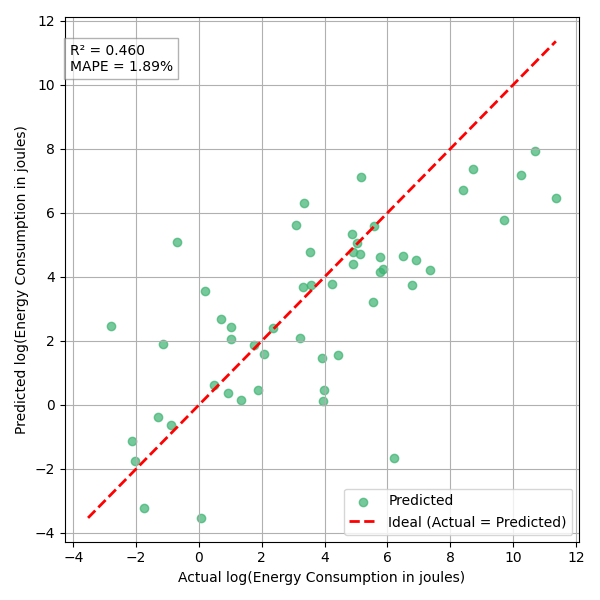 R² = 0.460
MAPE = 1.89%
Predicted log(Energy Consumption in joules)
12
10
8
6
4
2
0
−2
−4
Predicted
Ideal (Actual = Predicted)
−4 −2 0 2 4 6 8 10 12
Actual log(Energy Consumption in joules)